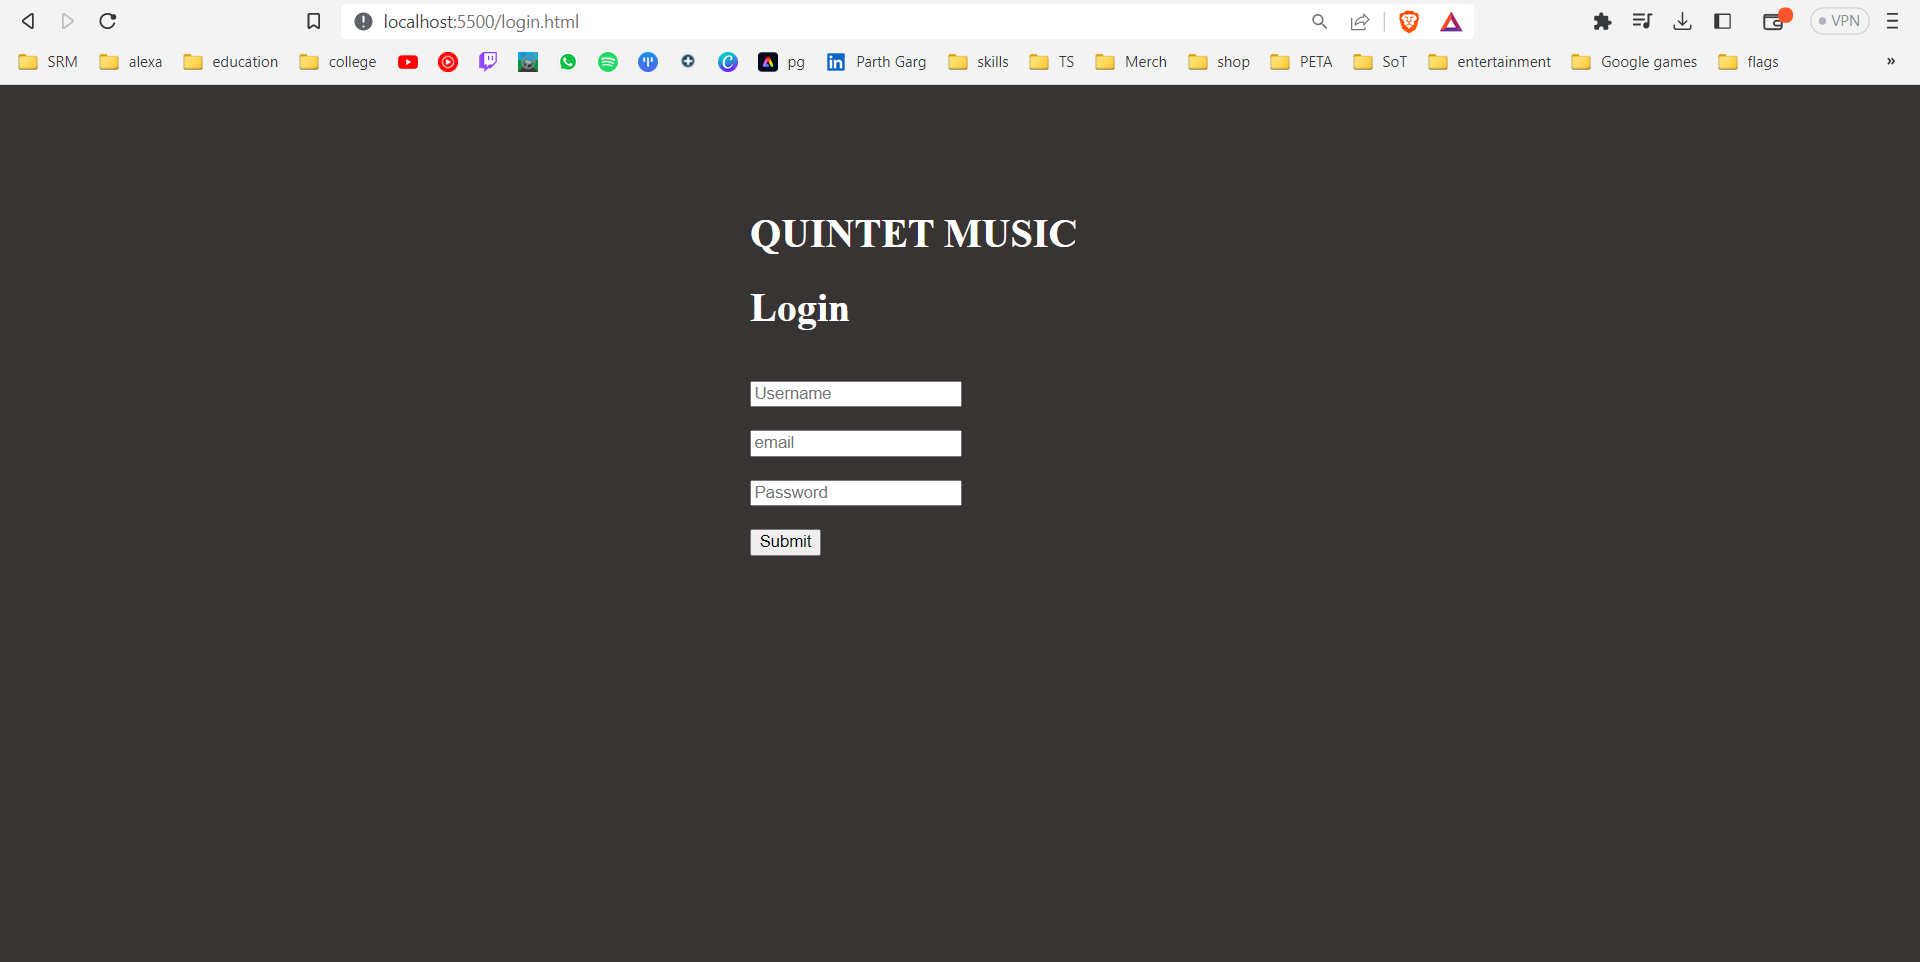 localhost:5500/login.html
VPN
SRM alexa education college pg Parth Garg skills TS Merch shop PETA SoT entertainment Google games flags »
QUINTET MUSIC
Login
Username
email
Password
Submit